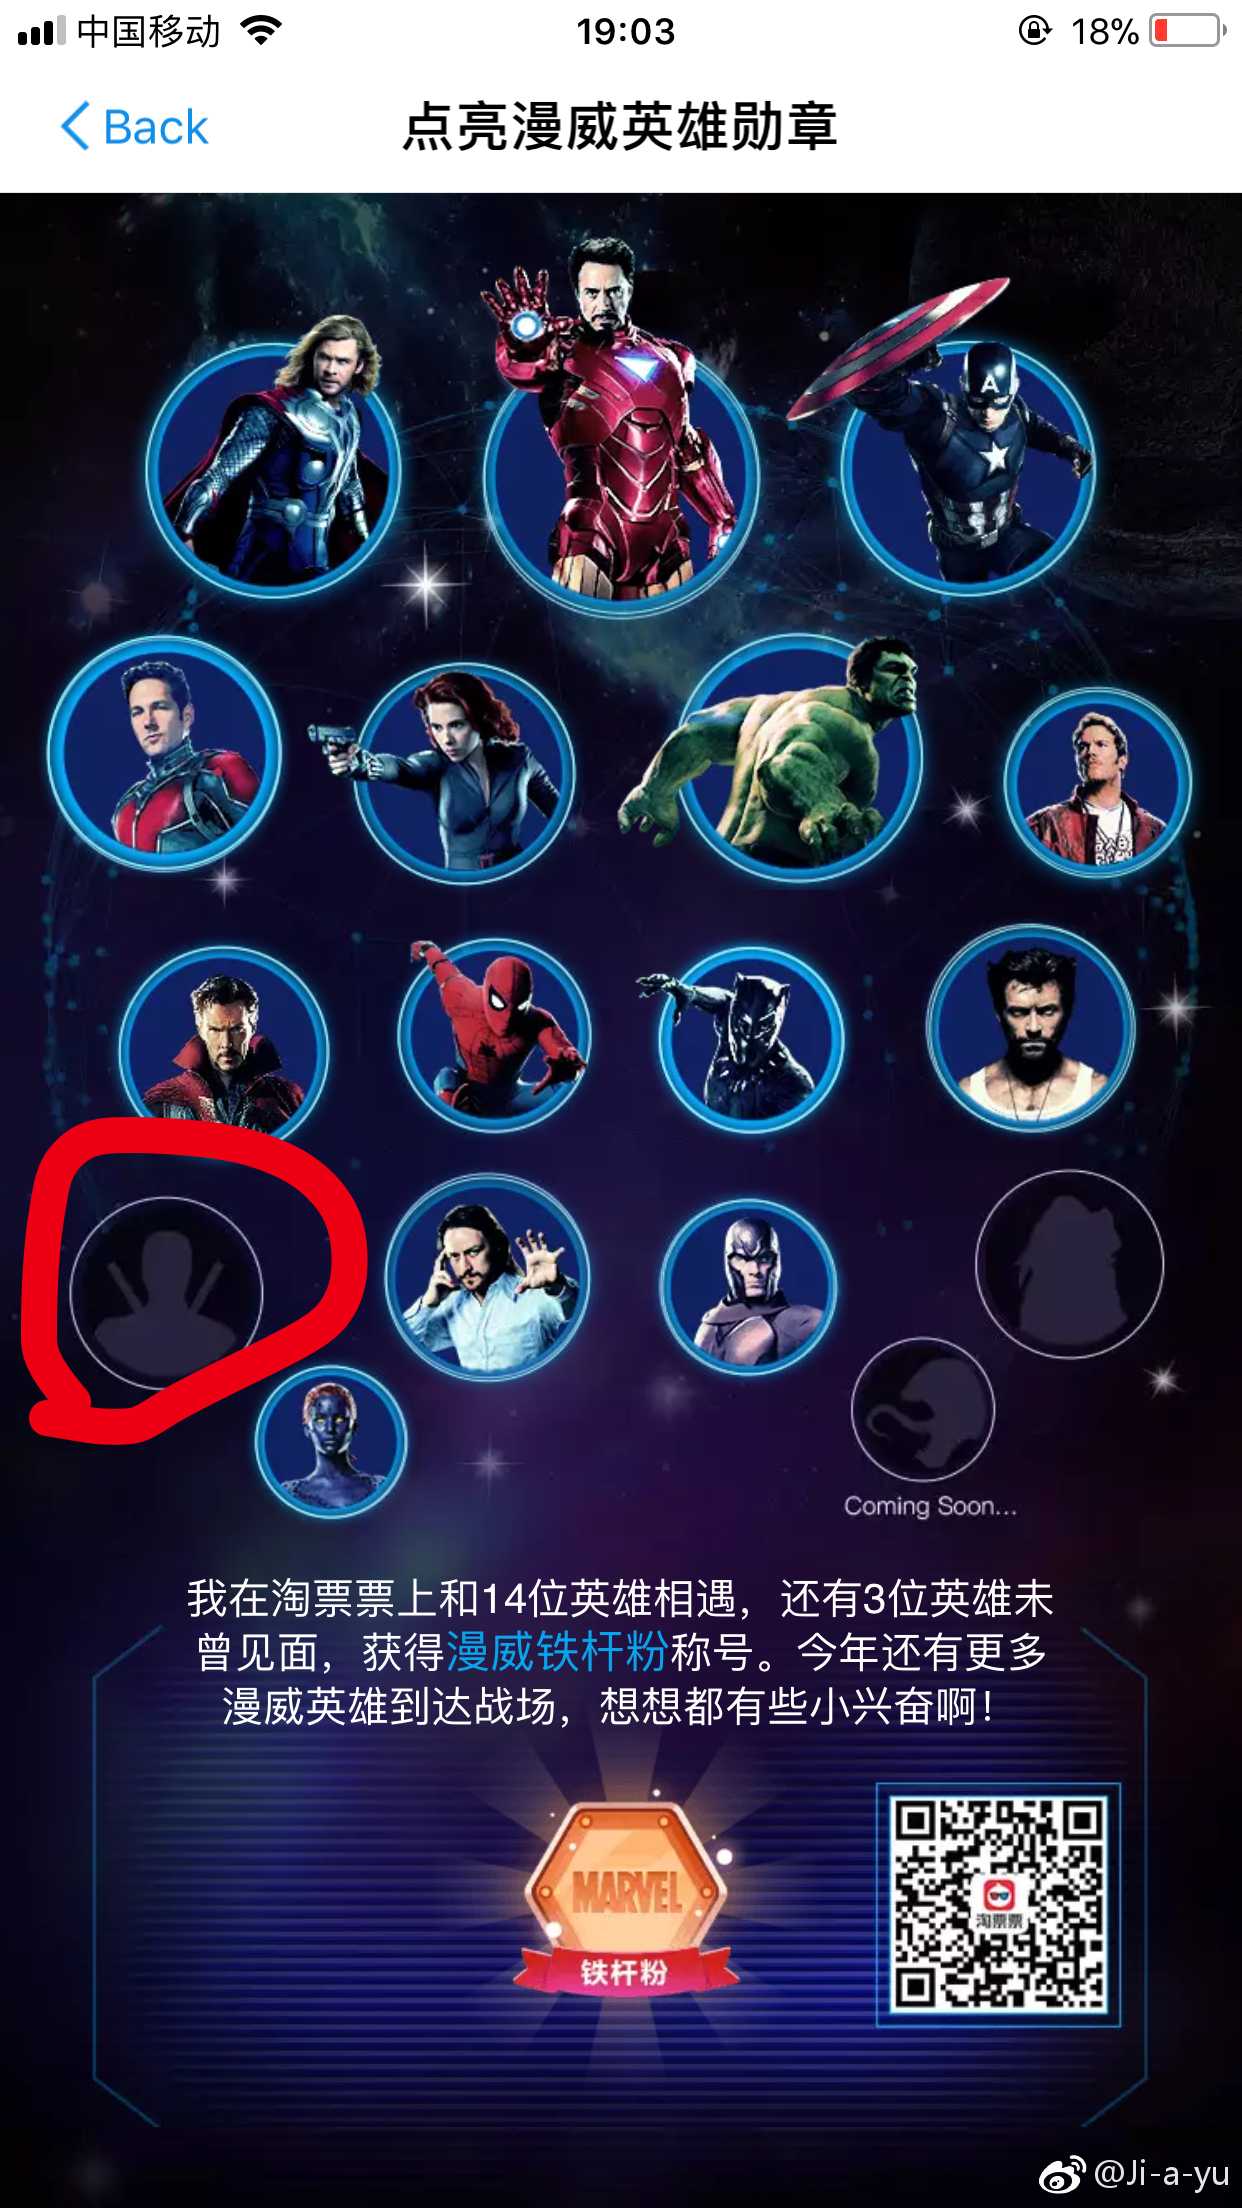 中国移动 19:03 18%
Back 点亮漫威英雄勋章
A
Coming Soon...
我在淘票票上和14位英雄相遇，还有3位英雄未
曾见面，获得漫威铁杆粉称号。今年还有更多
漫威英雄到达战场，想想都有些小兴奋啊！
MARVEL
铁杆粉
淘票票
@Ji-a-yu